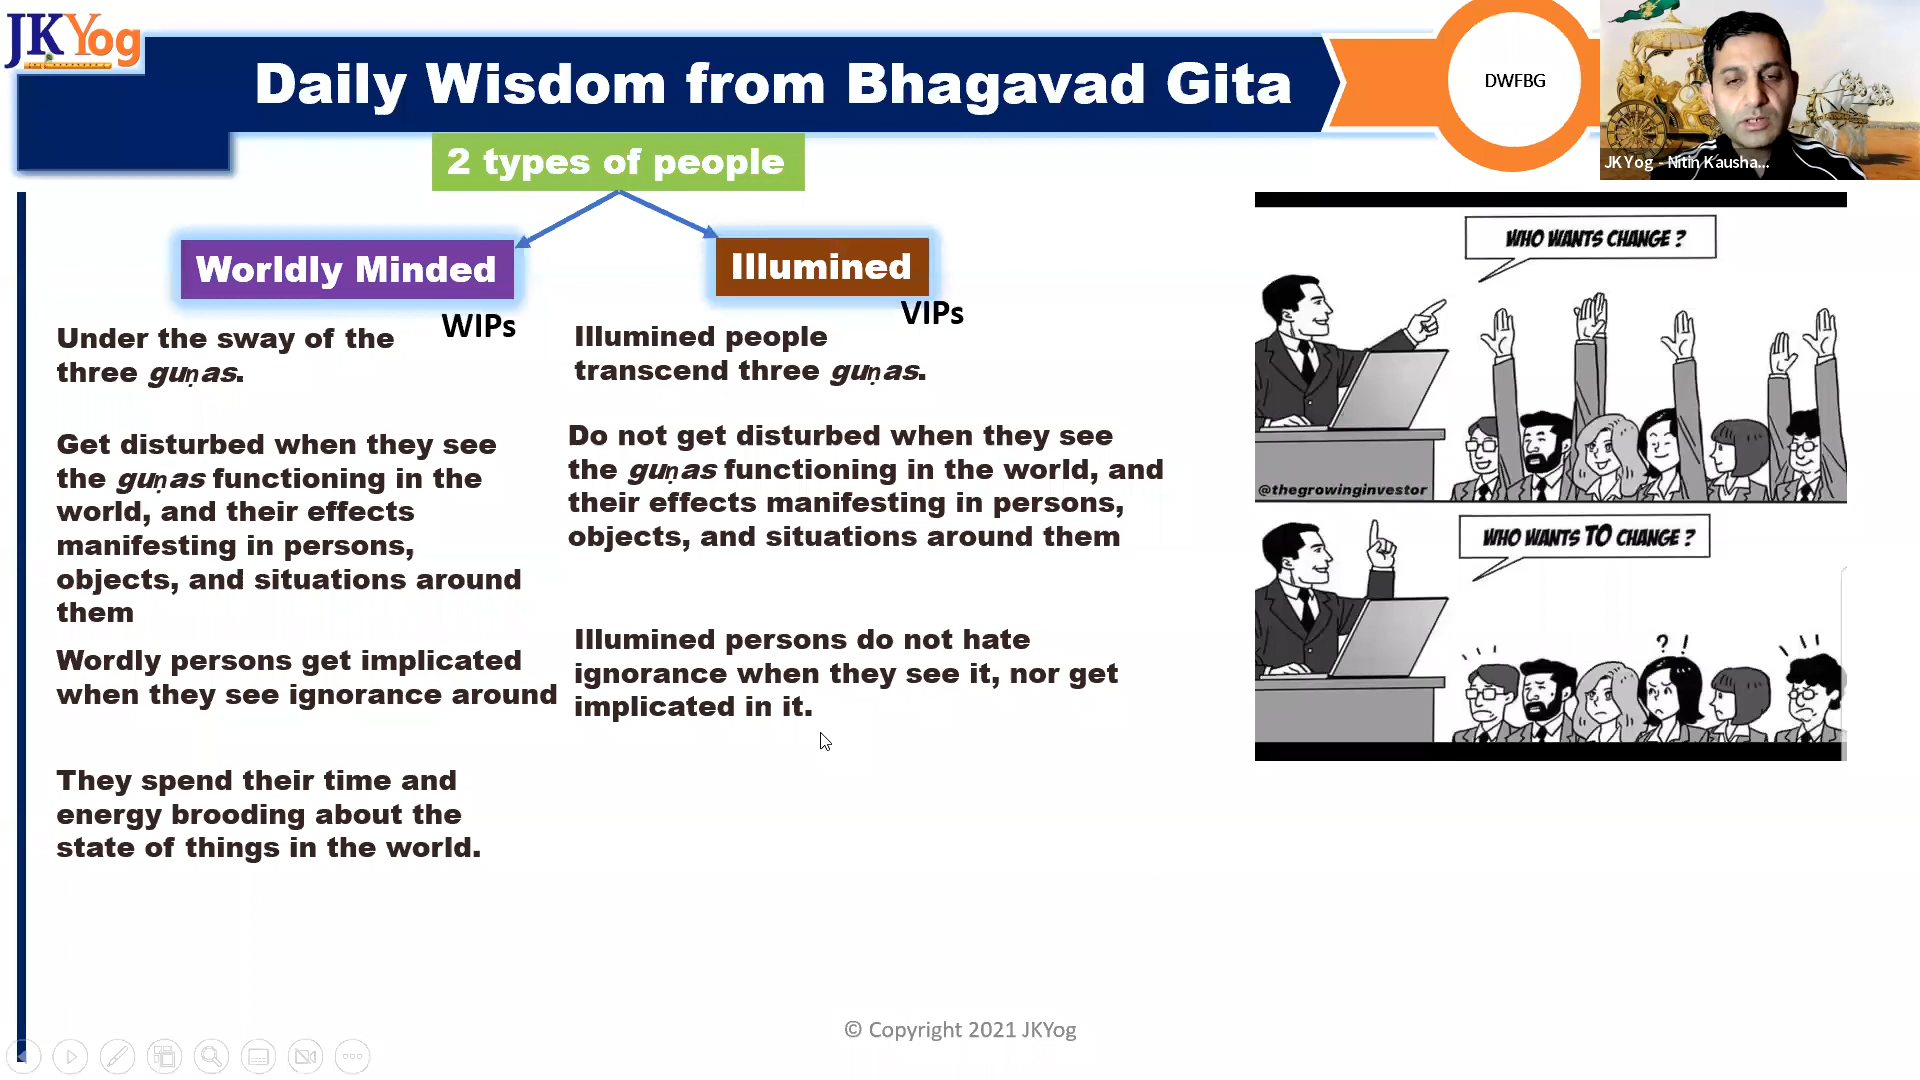 JKYog
Daily Wisdom from Bhagavad Gita
DWFBG
JKYog - Nitin Kausha...
2 types of people
Worldly Minded
WIPs
Under the sway of the
three guṇas.
Get disturbed when they see
the guṇas functioning in the
world, and their effects
manifesting in persons,
objects, and situations around
them
Wordly persons get implicated
when they see ignorance around
They spend their time and
energy brooding about the
state of things in the world.
Illumined
VIPs
Illumined people
transcend three guṇas.
Do not get disturbed when they see
the guṇas functioning in the world, and
their effects manifesting in persons,
objects, and situations around them
Illumined persons do not hate
ignorance when they see it, nor get
implicated in it.
WHO WANTS CHANGE ?
@thegrowinginvestor
WHO WANTS TO CHANGE ?
? !
© Copyright 2021 JKYog